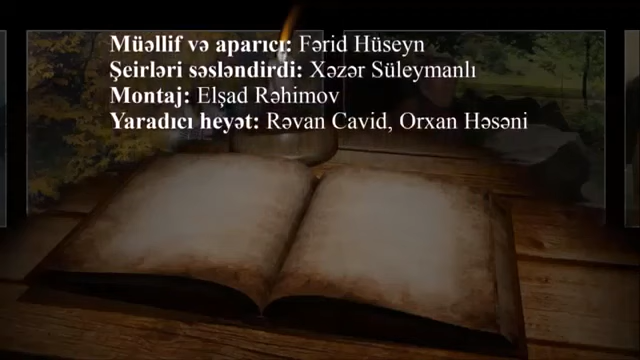 Müəllif və aparıcı: Fərid Hüseyn
Şeirləri səsləndirdi: Xəzər Süleymanlı
Montaj: Elşad Rəhimov
Yaradıcı heyət: Rəvan Cavid, Orxan Həsəni